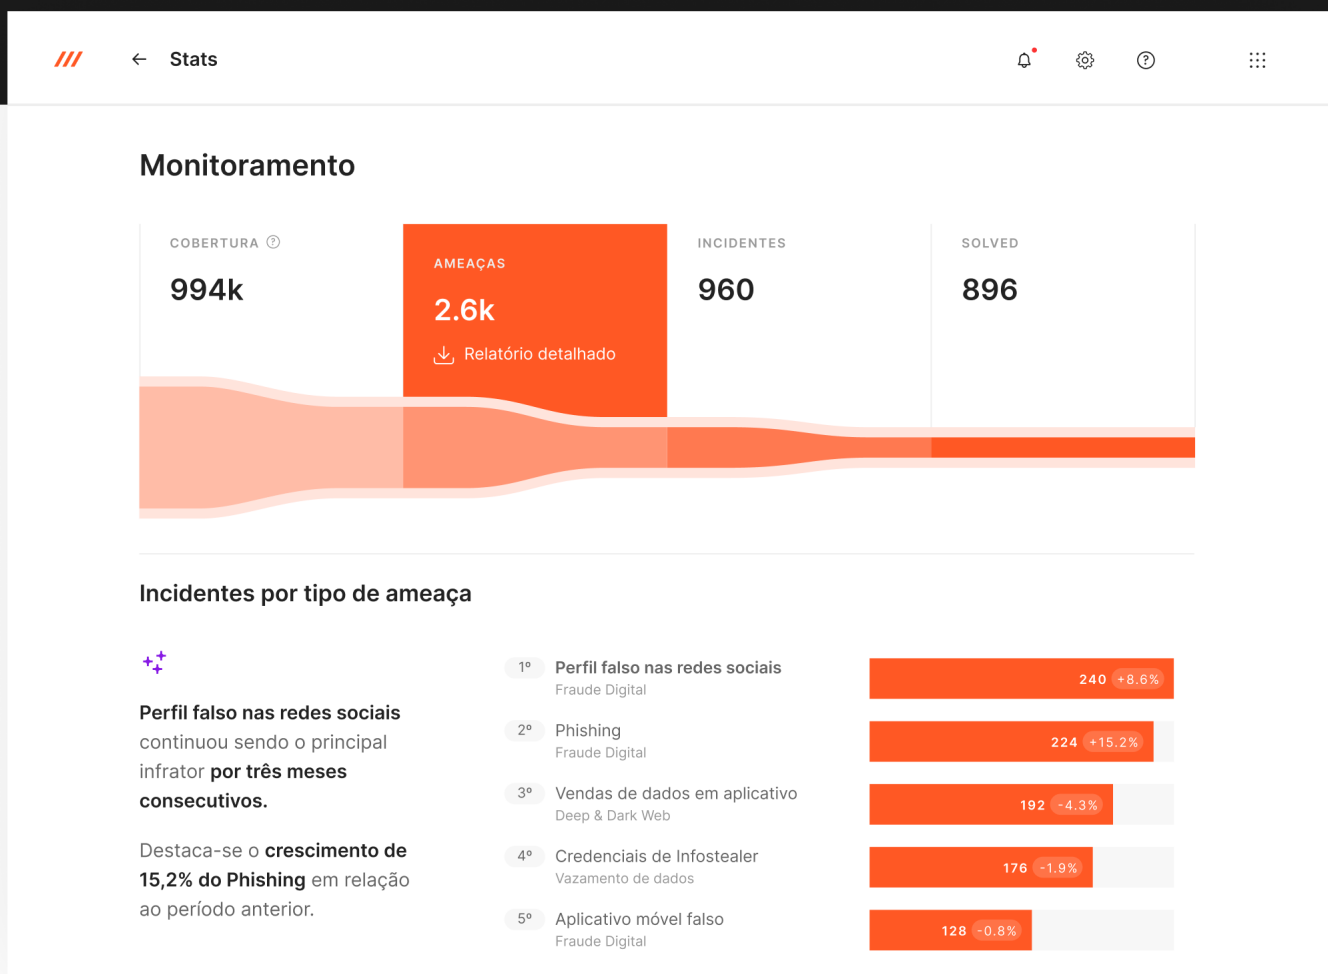 Stats
Monitoramento
COBERTURA
994k
AMEAÇAS
2.6k
Relatório detalhado
INCIDENTES
960
SOLVED
896
Incidentes por tipo de ameaça
Perfil falso nas redes sociais
continuou sendo o principal
infrator por três meses
consecutivos.
Destaca-se o crescimento de
15,2% do Phishing em relação
ao período anterior.
1º Perfil falso nas redes sociais
Fraude Digital
240 +8.6%
2º Phishing
Fraude Digital
224 +15.2%
3º Vendas de dados em aplicativo
Deep & Dark Web
192 -4.3%
4º Credenciais de Infostealer
Vazamento de dados
176 -1.9%
5º Aplicativo móvel falso
Fraude Digital
128 -0.8%